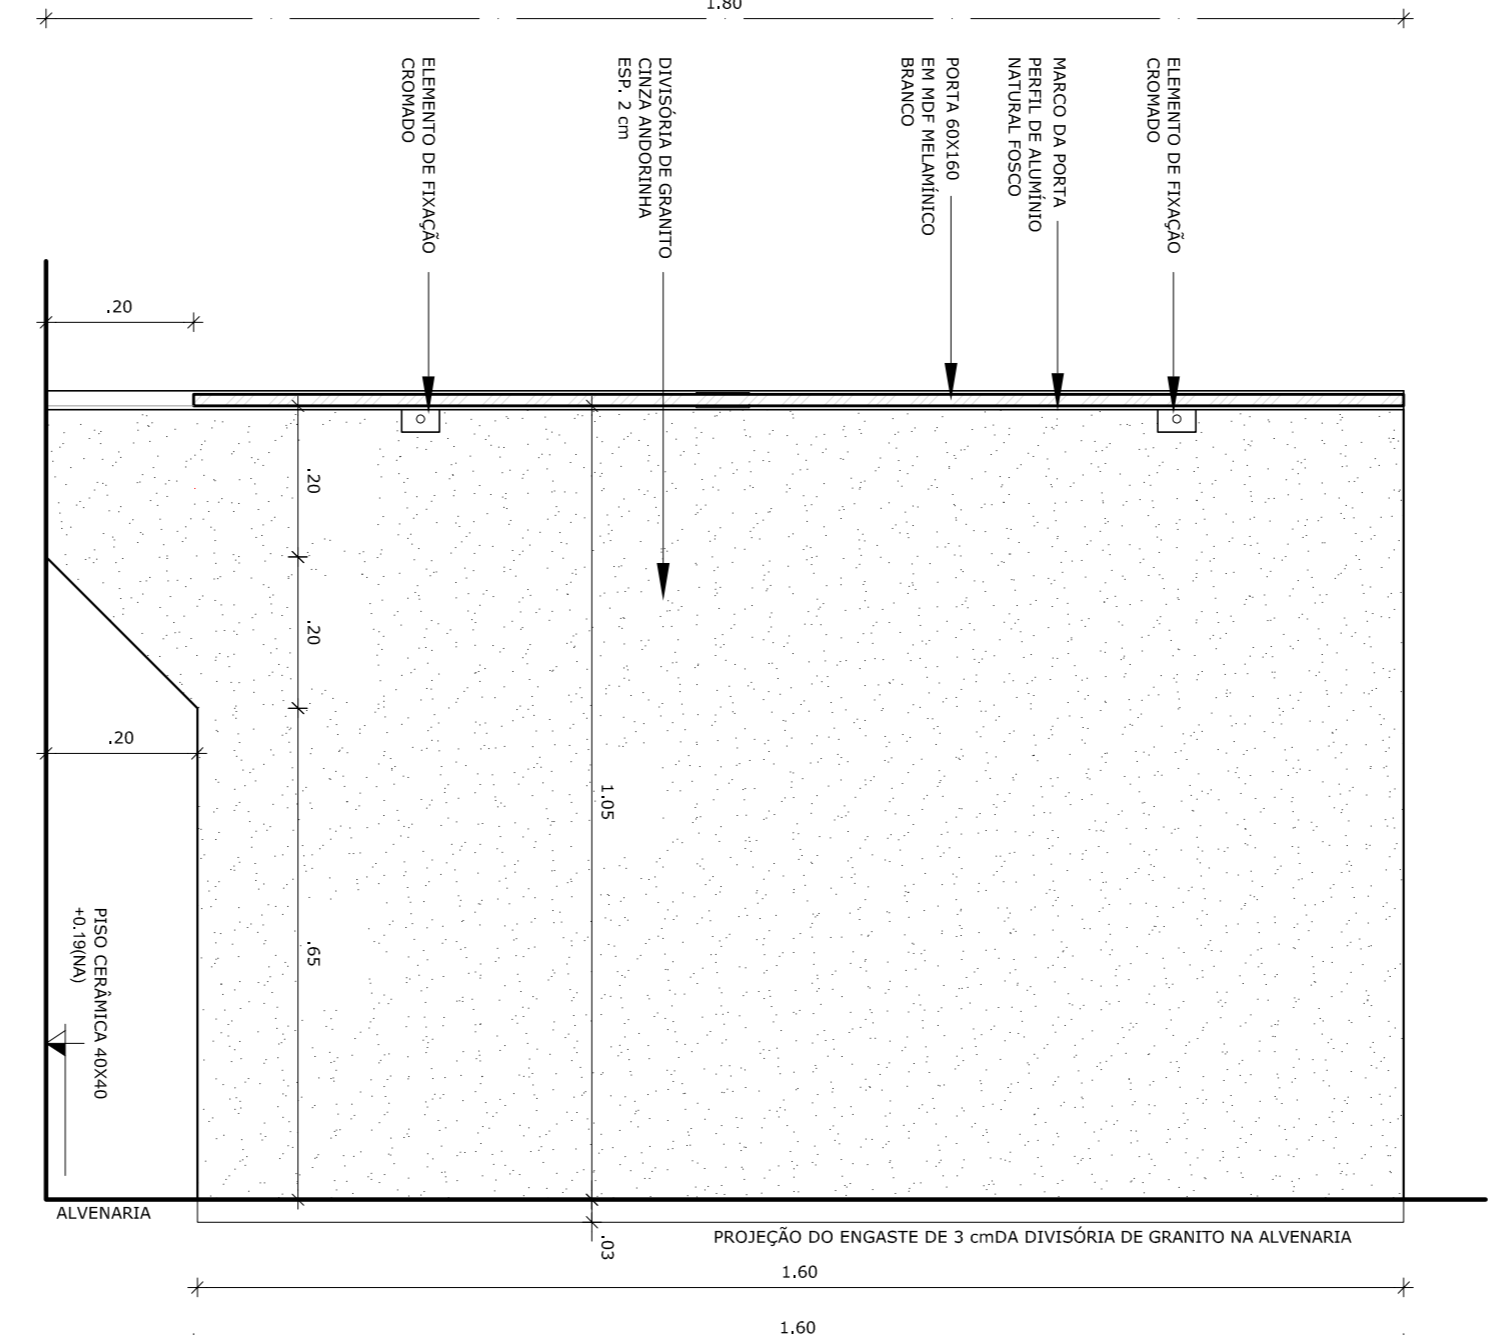 1.80
ELEMENTO DE FIXAÇÃO
CROMADO
DIVISÓRIA DE GRANITO
CINZA ANDORINHA
ESP. 2 cm
PORTA 60X160
EM MDF MELAMÍNICO
BRANCO
MARCO DA PORTA
PERFIL DE ALUMÍNIO
NATURAL FOSCO
ELEMENTO DE FIXAÇÃO
CROMADO
.20
.20
.20
.20
1.05
.65
PISO CERÂMICA 40X40
+0.19(NA)
ALVENARIA
.03
PROJEÇÃO DO ENGASTE DE 3 cmDA DIVISÓRIA DE GRANITO NA ALVENARIA
1.60
1.60